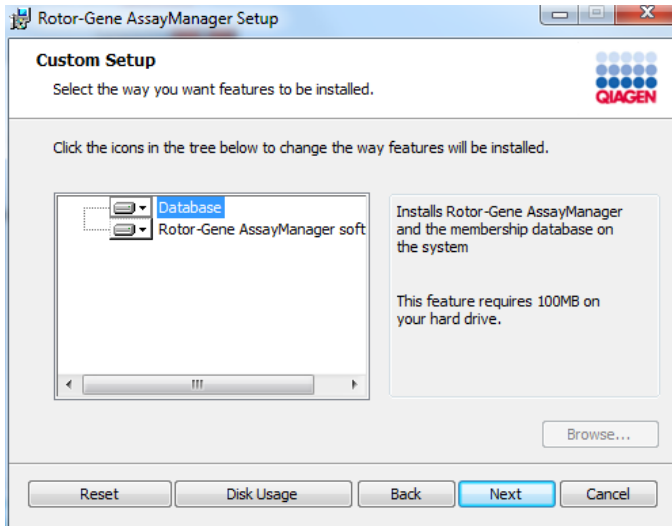 Rotor-Gene AssayManager Setup
Custom Setup
Select the way you want features to be installed.
QIAGEN
Click the icons in the tree below to change the way features will be installed.
Database
Rotor-Gene AssayManager soft
Installs Rotor-Gene AssayManager
and the membership database on
the system
This feature requires 100MB on
your hard drive.
Browse...
Reset Disk Usage Back Next Cancel